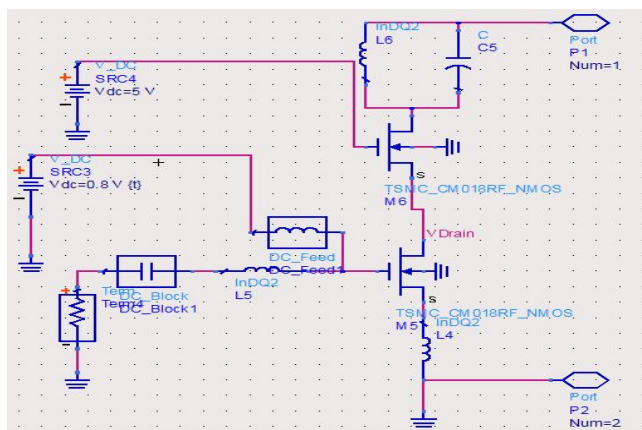 InDQ2
L6
C
C5
Port
P1
Num=1
V_DC
SRC4
Vdc=5 V
V_DC
SRC3
Vdc=0.8 V {t}
S
TSMC_CM018RF_NMOS
M6
VDrain
DC_Feed
DC_Feed1
DC_Block
DC_Block1
InDQ2
L5
Term
Term4
S
TSMC_CM018RF_NMOS
M5
InDQ2
L4
Port
P2
Num=2